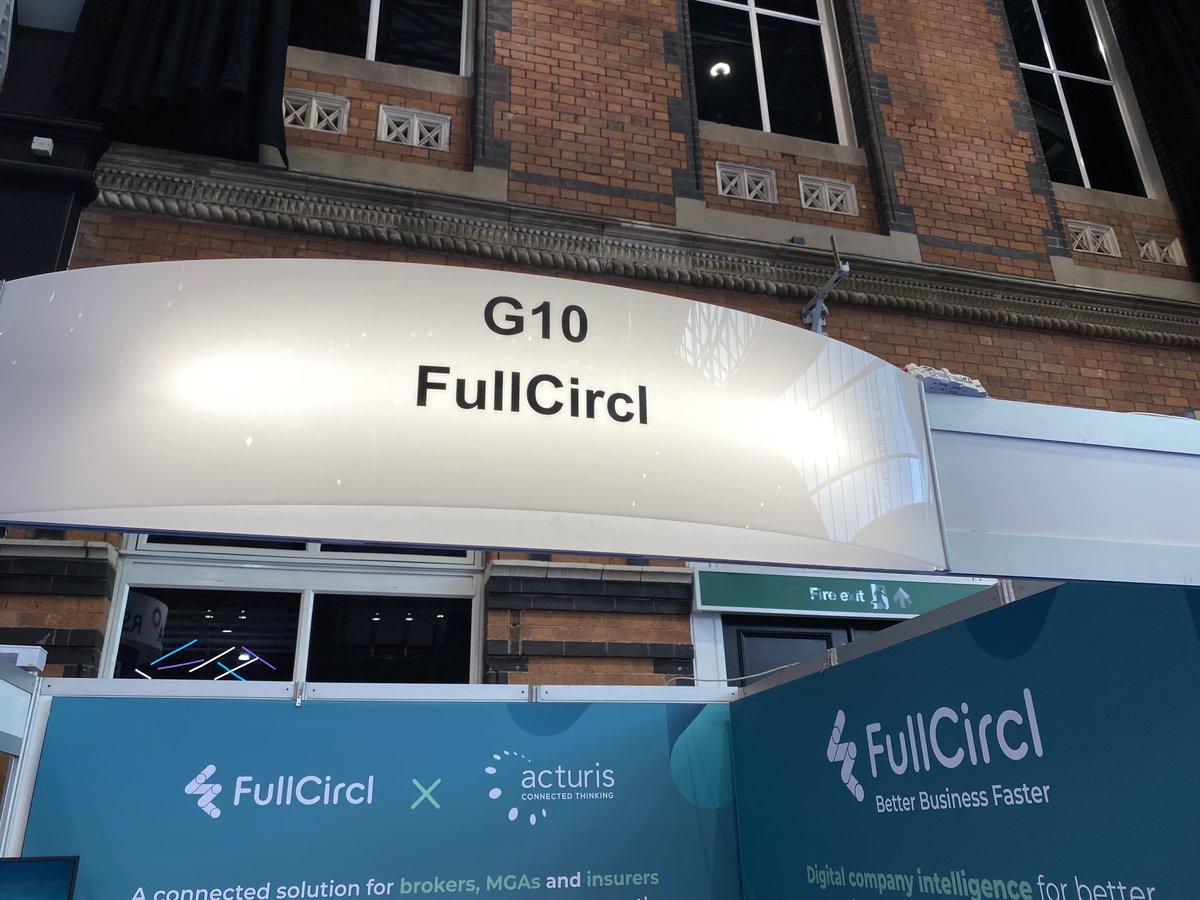 G10
FullCircl
Fire exit
FullCircl × acturis
CONNECTED THINKING
A connected solution for brokers, MGAs and insurers
FullCircl
Better Business Faster
Digital company intelligence for better